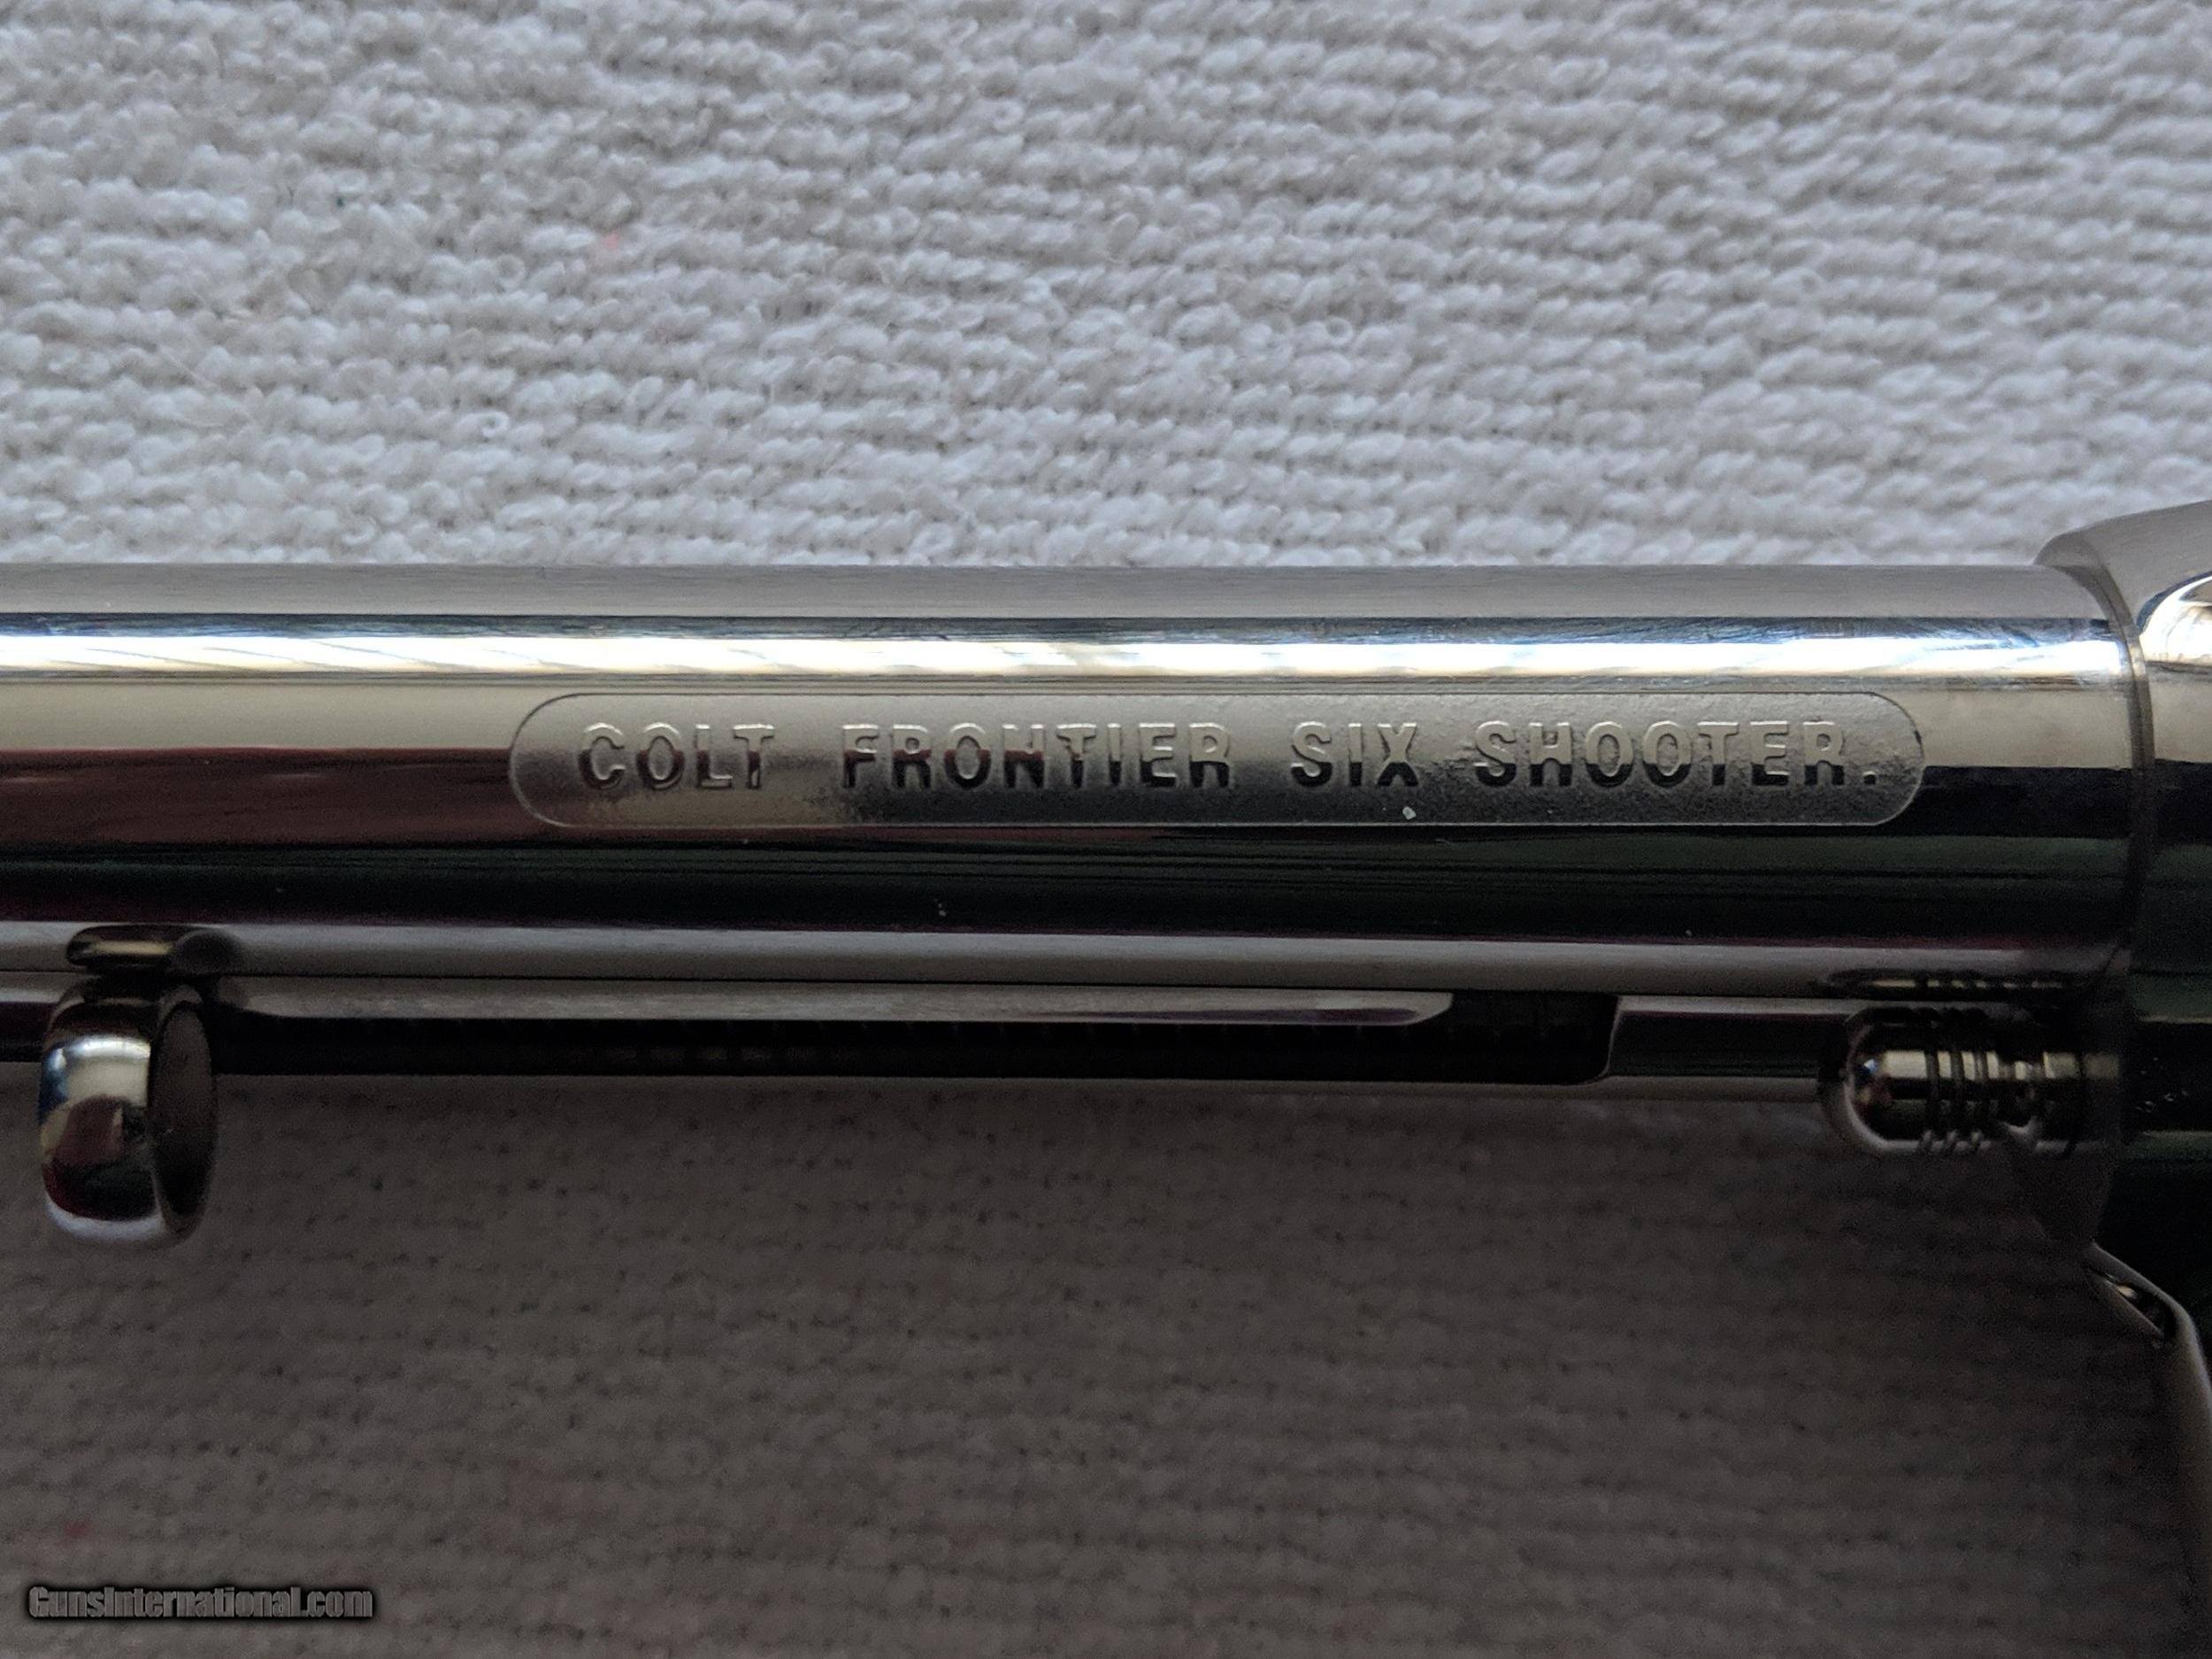 COLT FRONTIER SIX SHOOTER.
GunsInternational.com